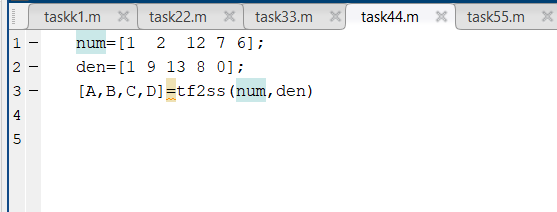 taskk1.m task22.m task33.m task44.m task55.m
1 num=[1 2 12 7 6];
2 den=[1 9 13 8 0];
3 [A,B,C,D]=tf2ss(num,den)
4
5